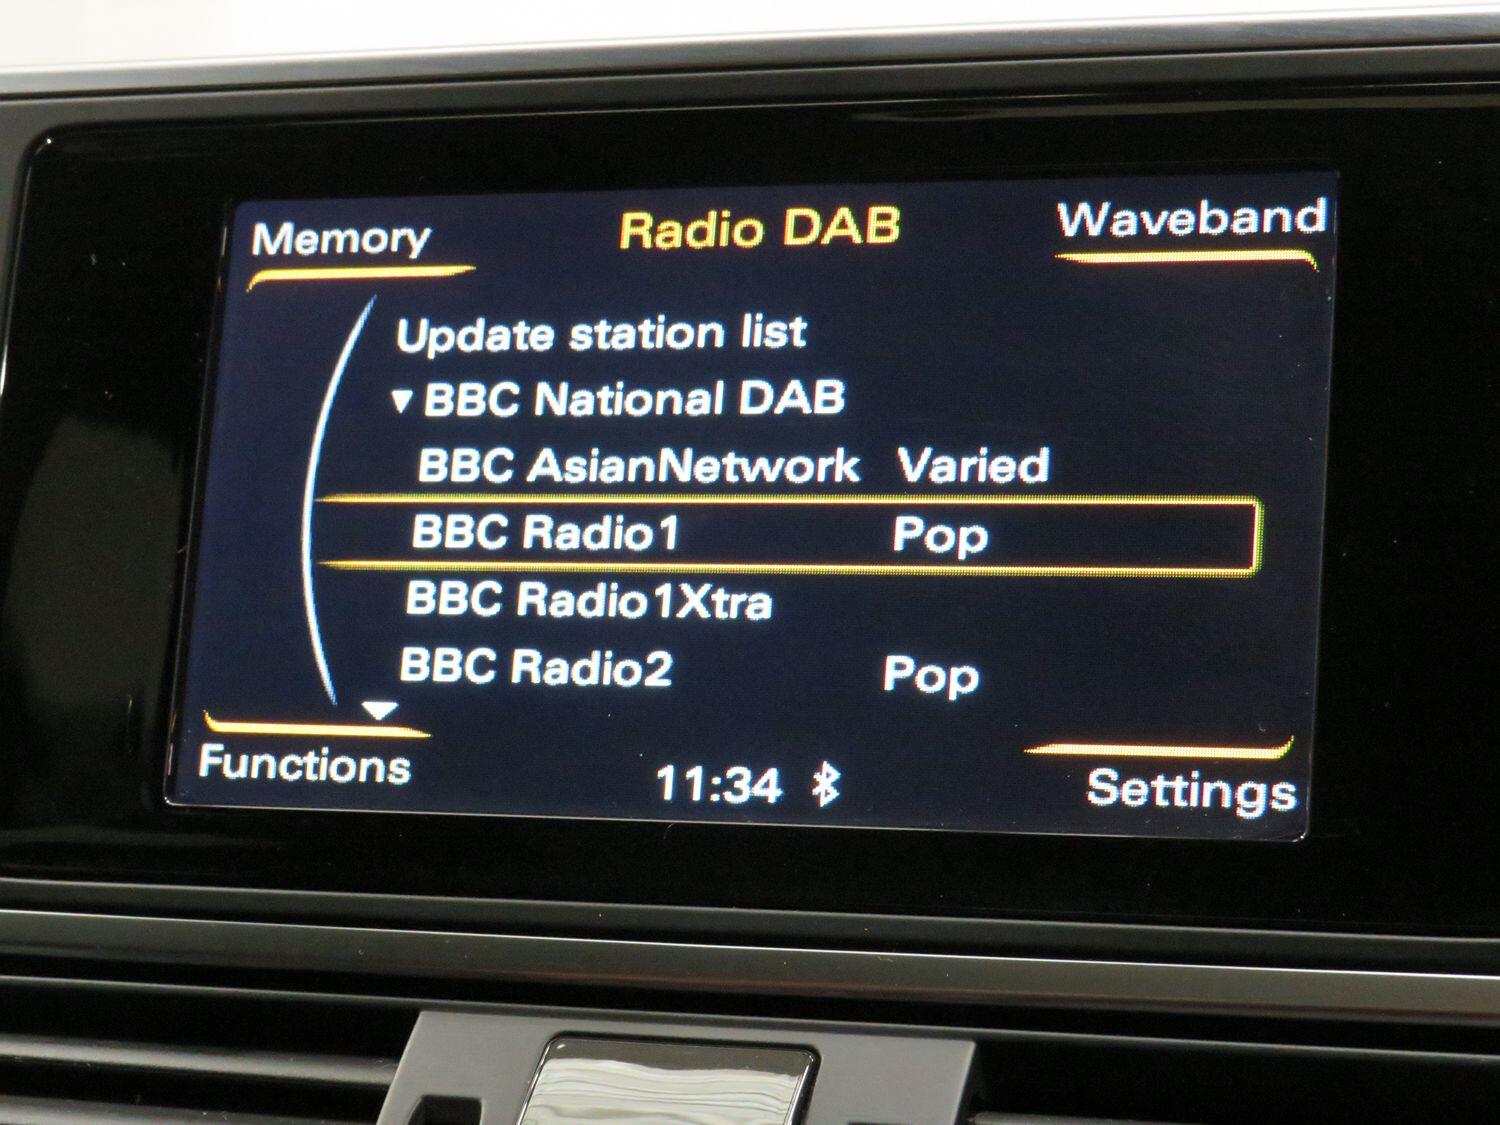 Memory Radio DAB Waveband
Update station list
▼ BBC National DAB
BBC AsianNetwork Varied
BBC Radio1 Pop
BBC Radio1Xtra
BBC Radio2 Pop
Functions 11:34 Settings